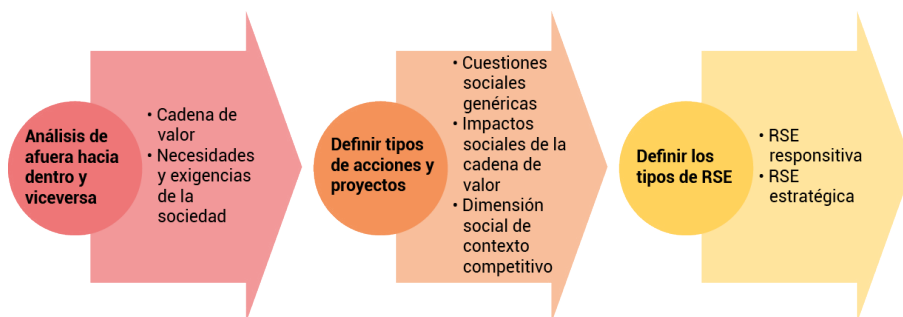 Análisis de
afuera hacia
dentro y
viceversa
• Cadena de
valor
• Necesidades
y exigencias
de la
sociedad
Definir tipos
de acciones y
proyectos
• Cuestiones
sociales
genéricas
• Impactos
sociales de la
cadena de
valor
• Dimensión
social de
contexto
competitivo
Definir los
tipos de RSE
• RSE
responsitiva
• RSE
estratégica